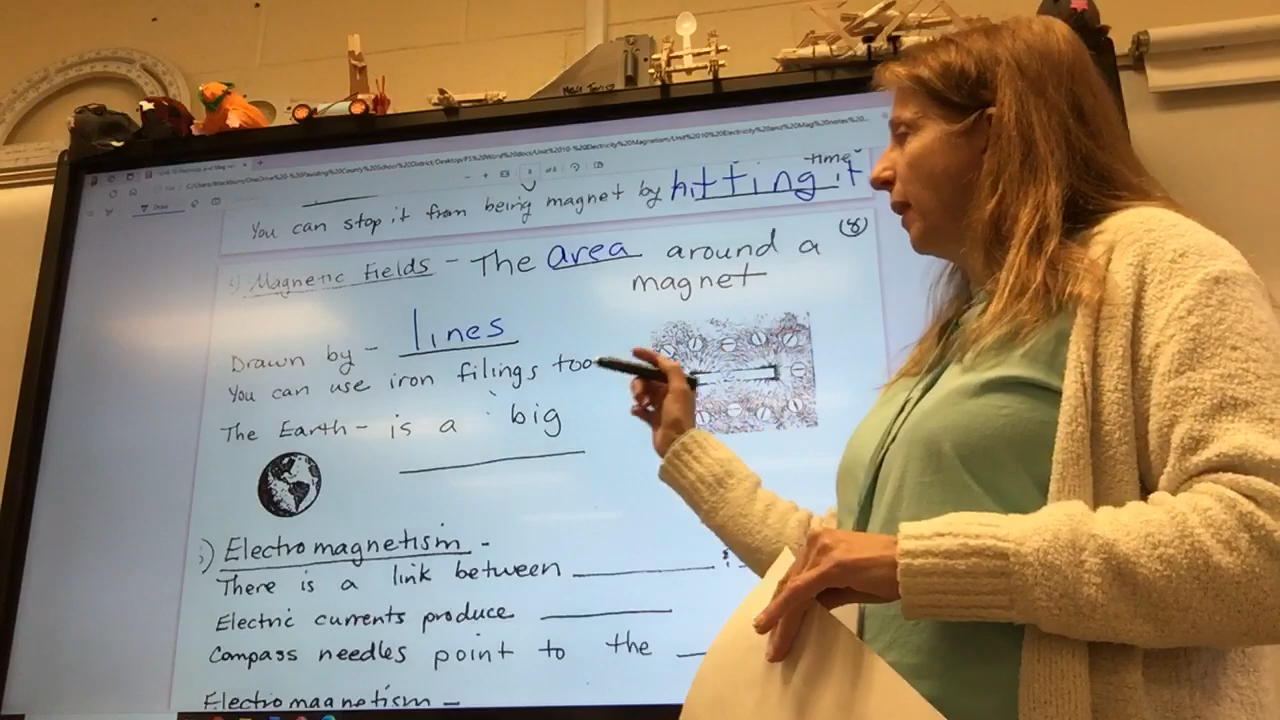 time
You can stop it from being magnet by hitting it
(8)
Magnetic Fields - The area around a
magnet
Drawn by - lines
You can use iron filings too
The Earth - is a big
) Electromagnetism -
There is a link between
Electric currents produce
Compass needles point to the
Electromagnetism -